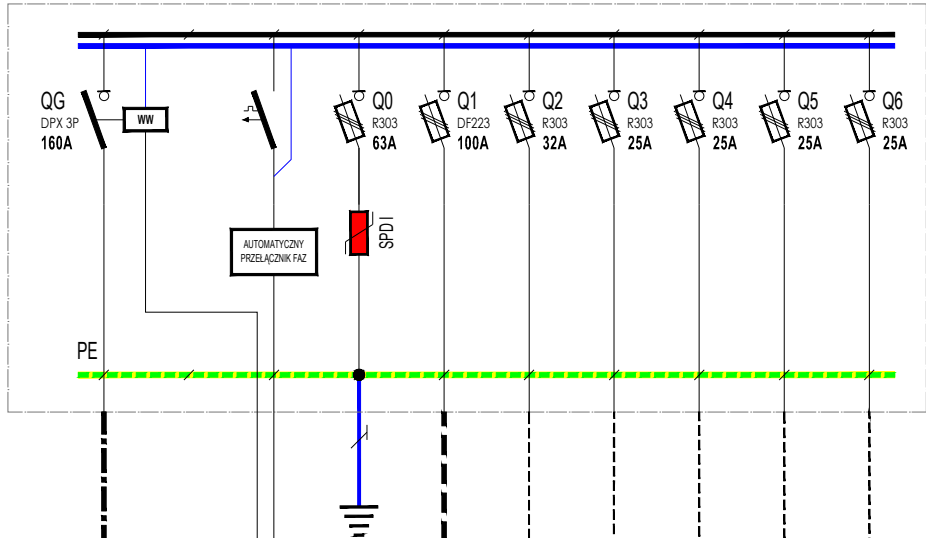 QG
DPX 3P
160A
WW
Q0
R303
63A
Q1
DF223
100A
Q2
R303
32A
Q3
R303
25A
Q4
R303
25A
Q5
R303
25A
Q6
R303
25A
AUTOMATYCZNY
PRZEŁĄCZNIK FAZ
SPD I
PE